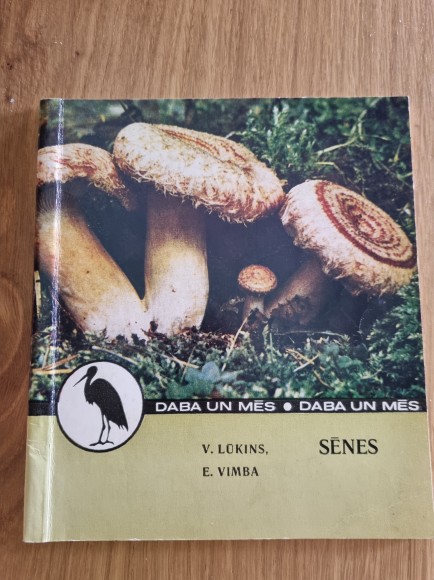 DABA UN MĒS ● DABA UN MĒS
V. LŪKINS,
E. VIMBA
SĒNES